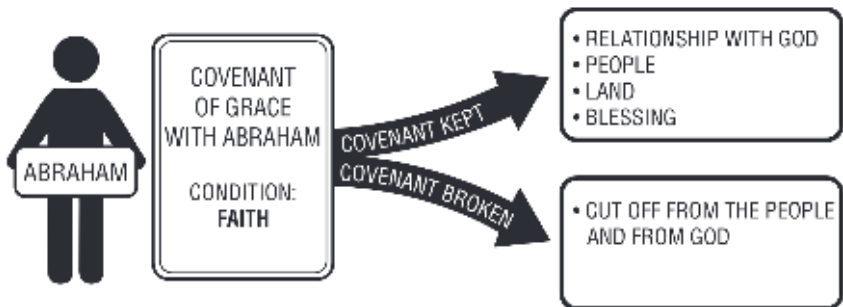 ABRAHAM
COVENANT
OF GRACE
WITH ABRAHAM
CONDITION:
FAITH
COVENANT KEPT
COVENANT BROKEN
• RELATIONSHIP WITH GOD
• PEOPLE
• LAND
• BLESSING
• CUT OFF FROM THE PEOPLE
AND FROM GOD